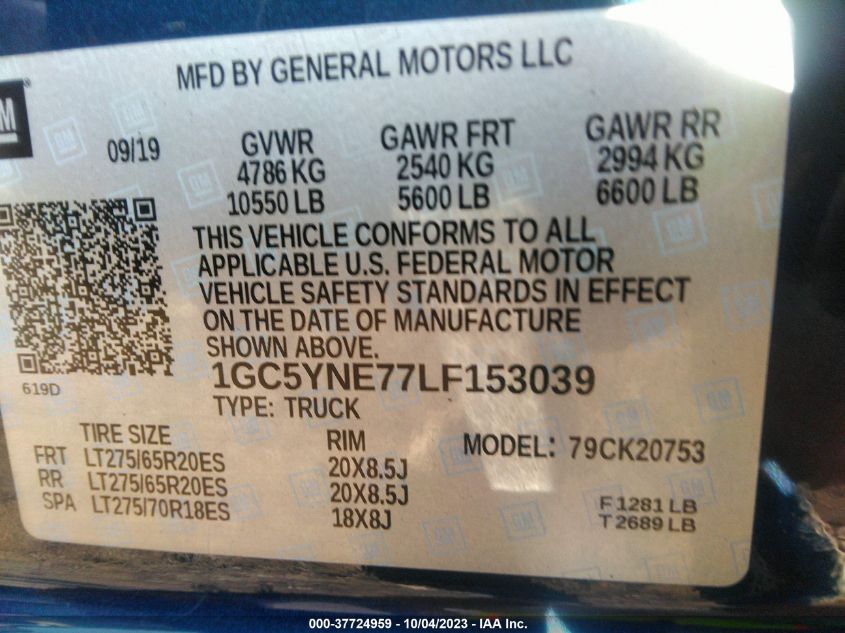 MFD BY GENERAL MOTORS LLC
GM
09/19 GVWR GAWR FRT GAWR RR
4786 KG 2540 KG 2994 KG
10550 LB 5600 LB 6600 LB
THIS VEHICLE CONFORMS TO ALL
APPLICABLE U.S. FEDERAL MOTOR
VEHICLE SAFETY STANDARDS IN EFFECT
ON THE DATE OF MANUFACTURE
SHOWN ABOVE.
619D
1GC5YNE77LF153039
TYPE: TRUCK
TIRE SIZE RIM MODEL: 79CK20753
FRT LT275/65R20ES 20X8.5J
RR LT275/65R20ES 20X8.5J
SPA LT275/70R18ES 18X8J
F 1281 LB
T 2689 LB
000-37724959 - 10/04/2023 - IAA Inc.